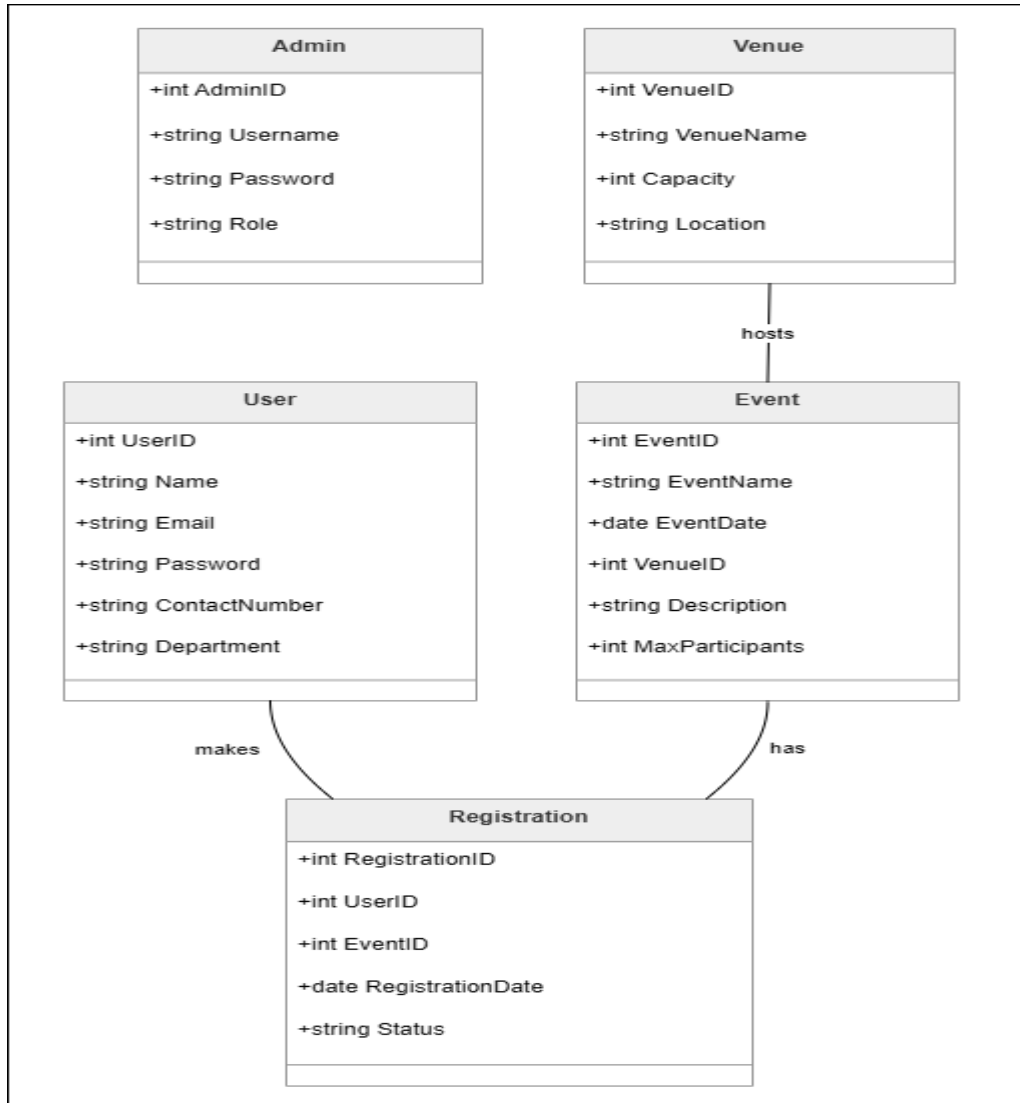 Admin
+int AdminID
+string Username
+string Password
+string Role
Venue
+int VenueID
+string VenueName
+int Capacity
+string Location
hosts
User
+int UserID
+string Name
+string Email
+string Password
+string ContactNumber
+string Department
Event
+int EventID
+string EventName
+date EventDate
+int VenueID
+string Description
+int MaxParticipants
makes
has
Registration
+int RegistrationID
+int UserID
+int EventID
+date RegistrationDate
+string Status